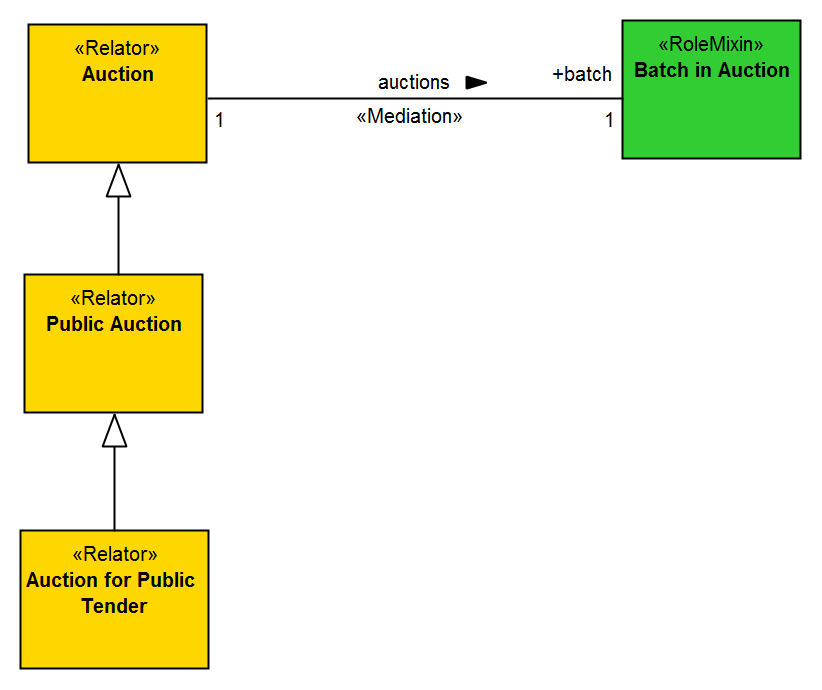 «Relator»
Auction
auctions
+batch
1
«Mediation»
1
«RoleMixin»
Batch in Auction
«Relator»
Public Auction
«Relator»
Auction for Public
Tender